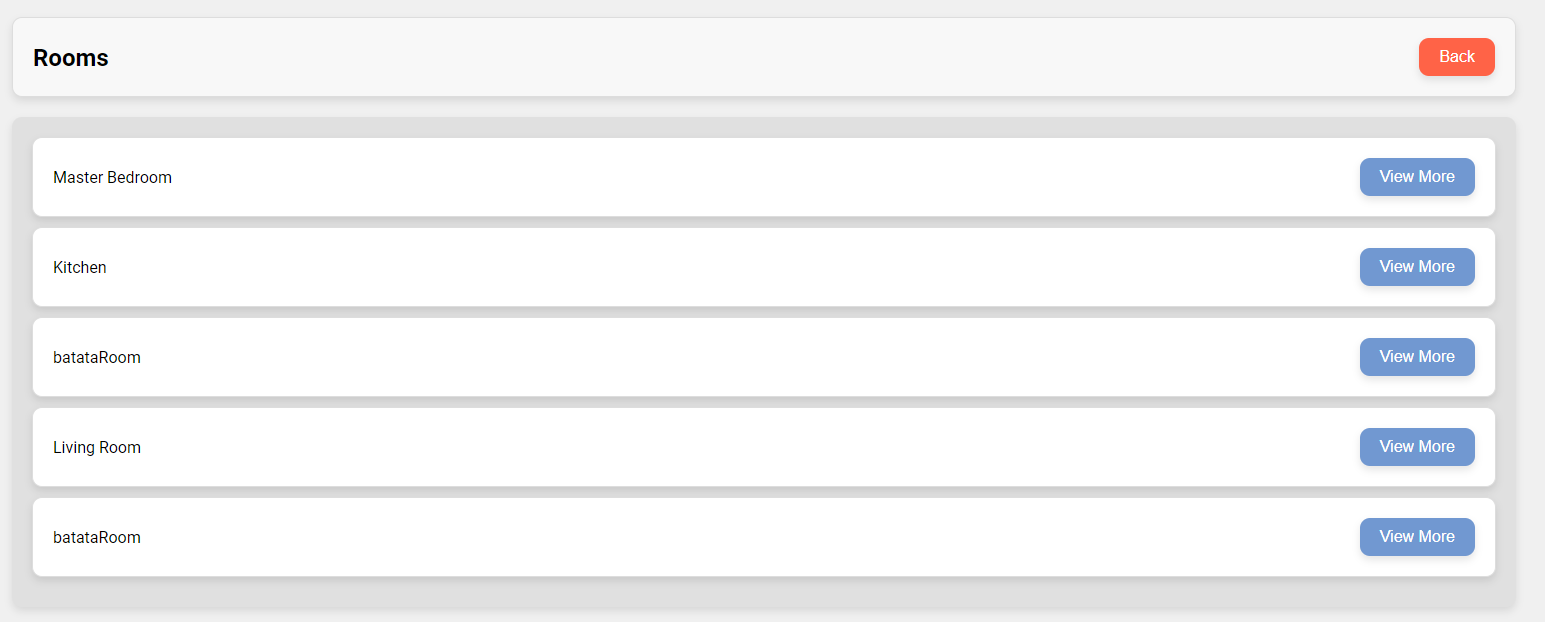 Rooms
Back
Master Bedroom
View More
Kitchen
View More
batataRoom
View More
Living Room
View More
batataRoom
View More